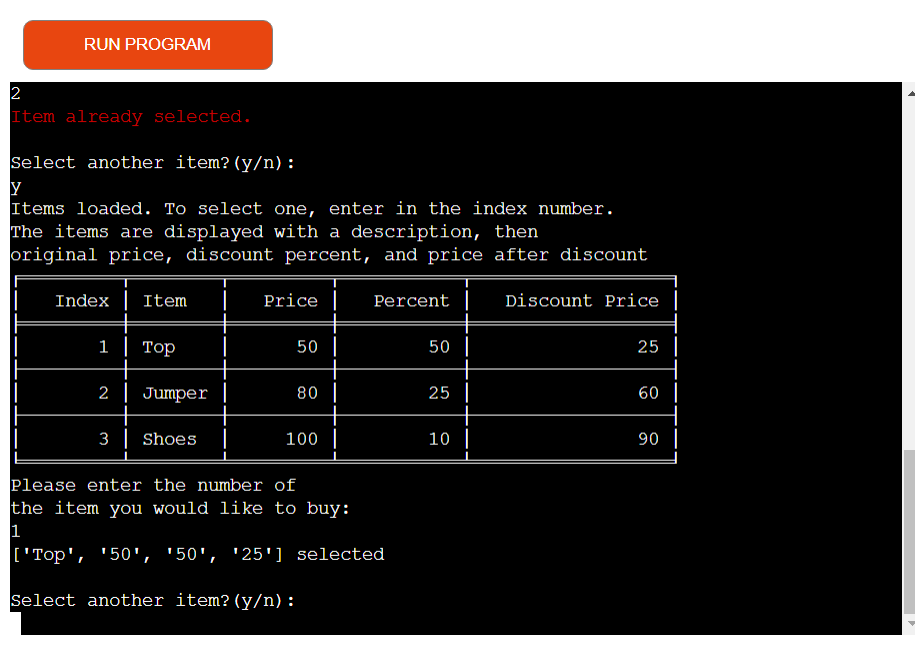 RUN PROGRAM
2
Item already selected.
Select another item?(y/n):
y
Items loaded. To select one, enter in the index number.
The items are displayed with a description, then
original price, discount percent, and price after discount
Index Item Price Percent Discount Price
1 Top 50 50 25
2 Jumper 80 25 60
3 Shoes 100 10 90
Please enter the number of
the item you would like to buy:
1
['Top', '50', '50', '25'] selected
Select another item?(y/n):